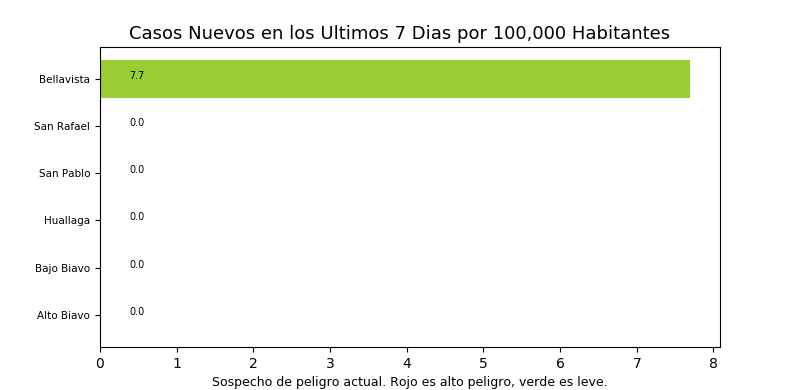 Casos Nuevos en los Ultimos 7 Dias por 100,000 Habitantes
Bellavista 7.7
San Rafael 0.0
San Pablo 0.0
Huallaga 0.0
Bajo Biavo 0.0
Alto Biavo 0.0
0 1 2 3 4 5 6 7 8
Sospecho de peligro actual. Rojo es alto peligro, verde es leve.